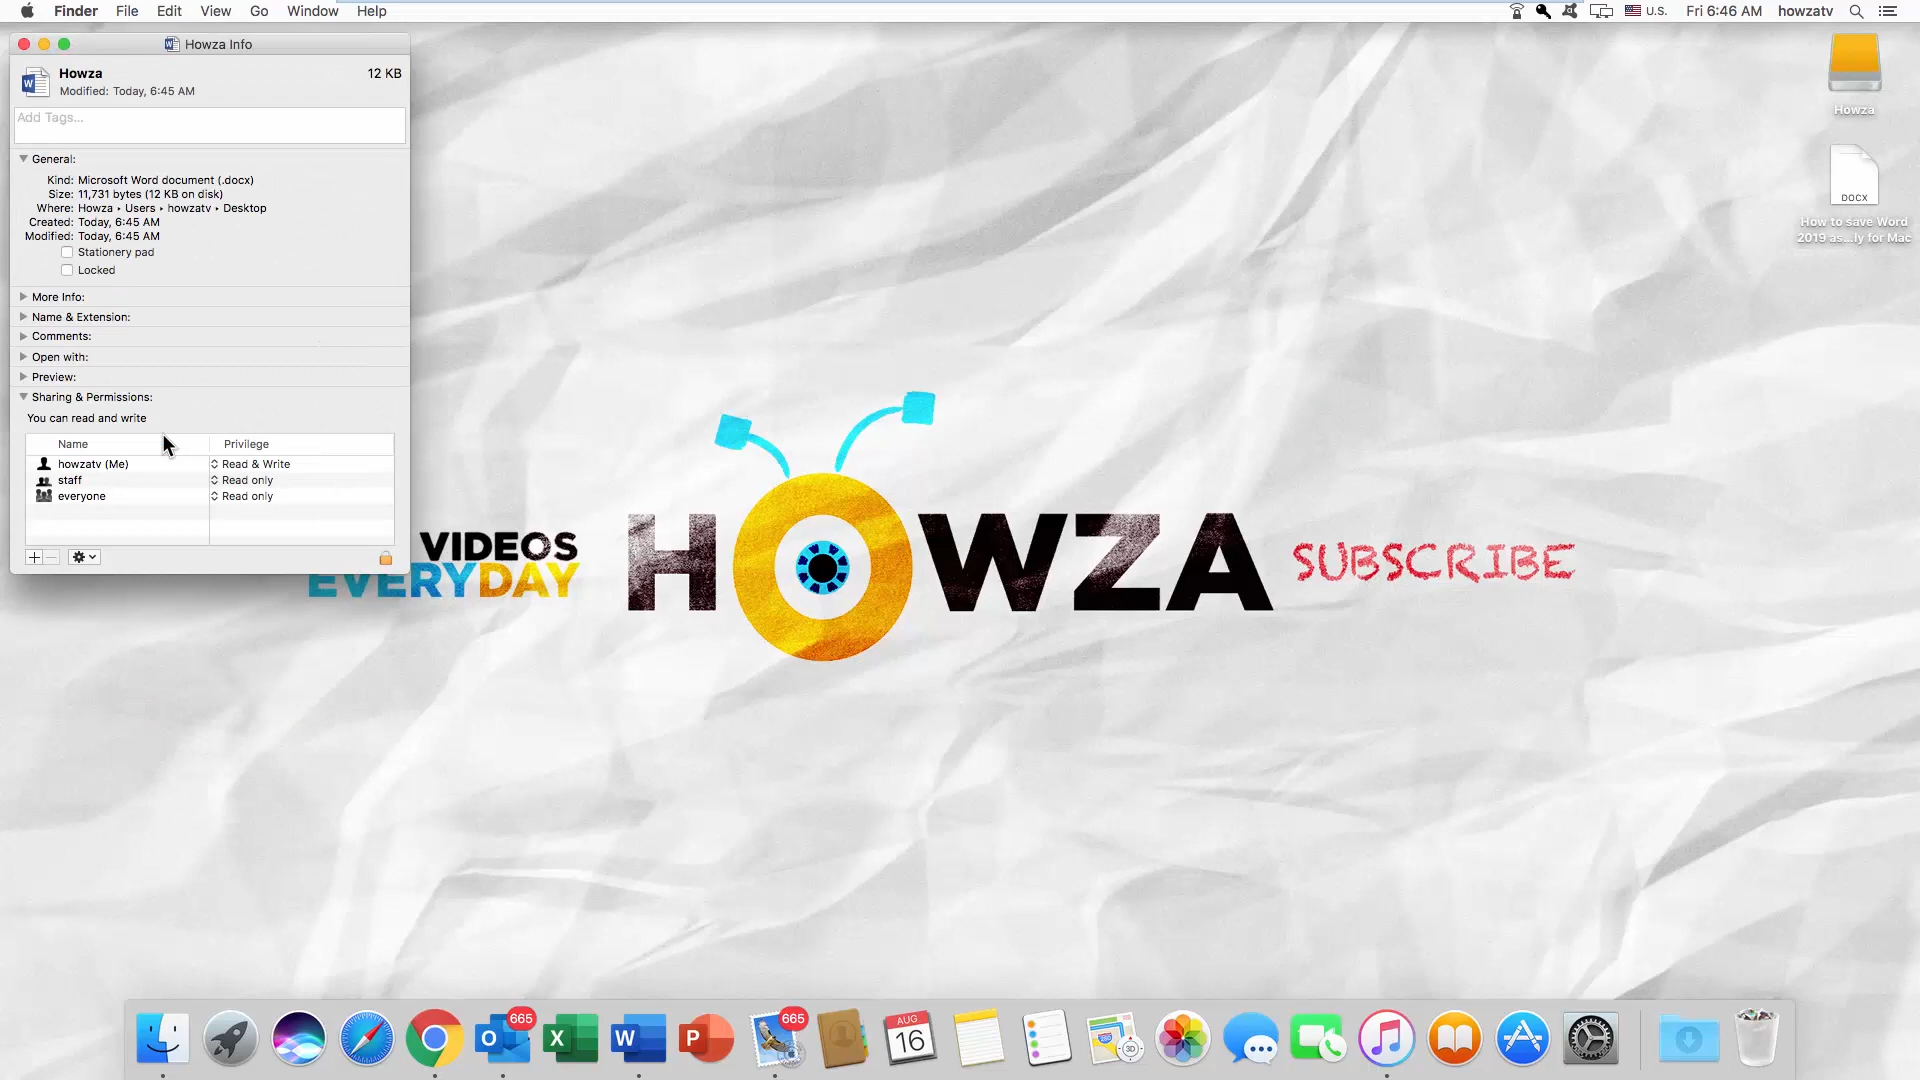 Finder File Edit View Go Window Help
U.S. Fri 6:46 AM howzatv
Howza Info
Howza 12 KB
Modified: Today, 6:45 AM
Add Tags...
General:
Kind: Microsoft Word document (.docx)
Size: 11,731 bytes (12 KB on disk)
Where: Howza ▸ Users ▸ howzatv ▸ Desktop
Created: Today, 6:45 AM
Modified: Today, 6:45 AM
Stationery pad
Locked
More Info:
Name & Extension:
Comments:
Open with:
Preview:
Sharing & Permissions:
You can read and write
Name Privilege
howzatv (Me) Read & Write
staff Read only
everyone Read only
Howza
DOCX
How to save Word
2019 as...ly for Mac
VIDEOS
EVERYDAY
HOWZA
SUBSCRIBE
665
665
AUG
16
3D